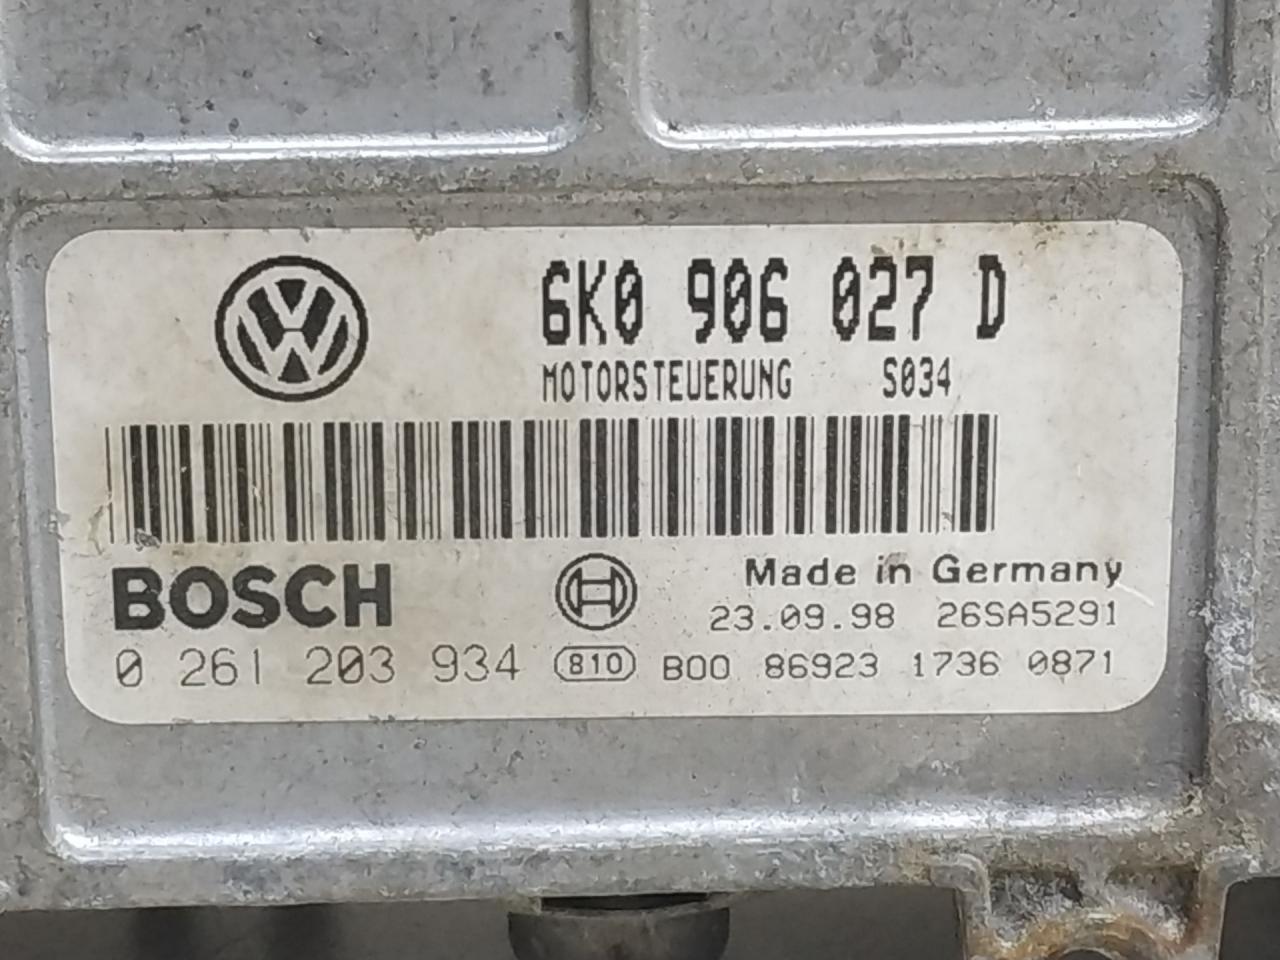 6K0 906 027 D
MOTORSTEUERUNG S034
BOSCH
Made in Germany
23.09.98 26SA5291
0 261 203 934 810 B00 86923 1736 0871